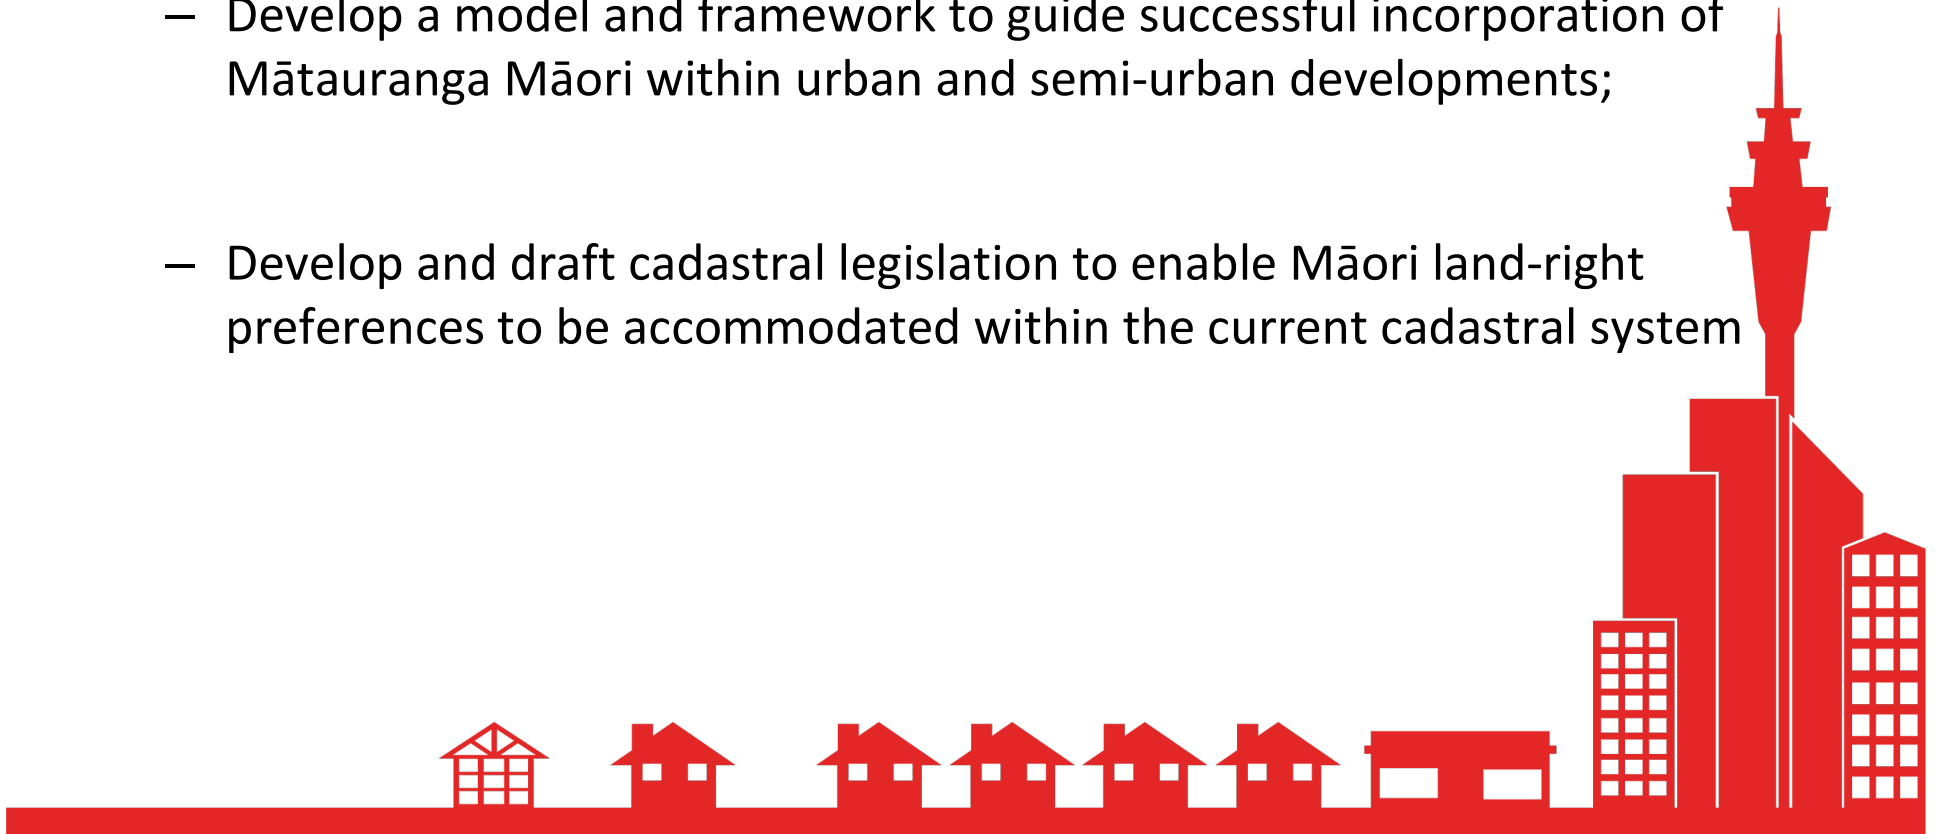 – Develop a model and framework to guide successful incorporation of
Mātauranga Māori within urban and semi-urban developments;
– Develop and draft cadastral legislation to enable Māori land-right
preferences to be accommodated within the current cadastral system